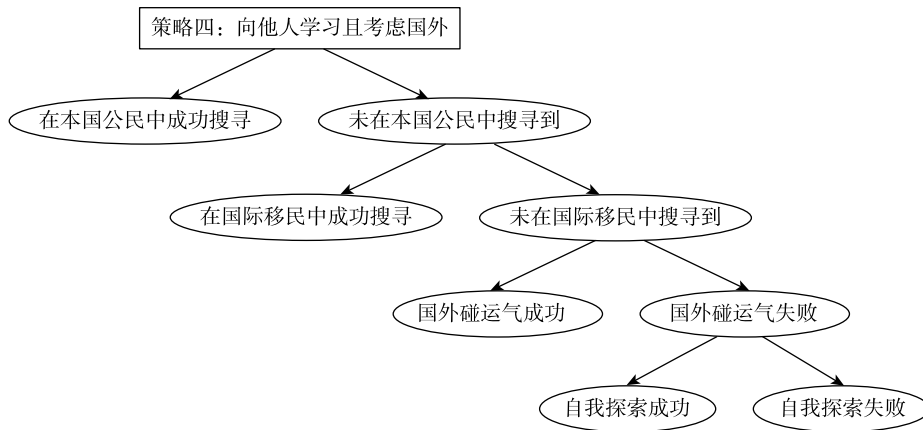 策略四：向他人学习且考虑国外
在本国公民中成功搜寻
未在本国公民中搜寻到
在国际移民中成功搜寻
未在国际移民中搜寻到
国外碰运气成功
国外碰运气失败
自我探索成功
自我探索失败